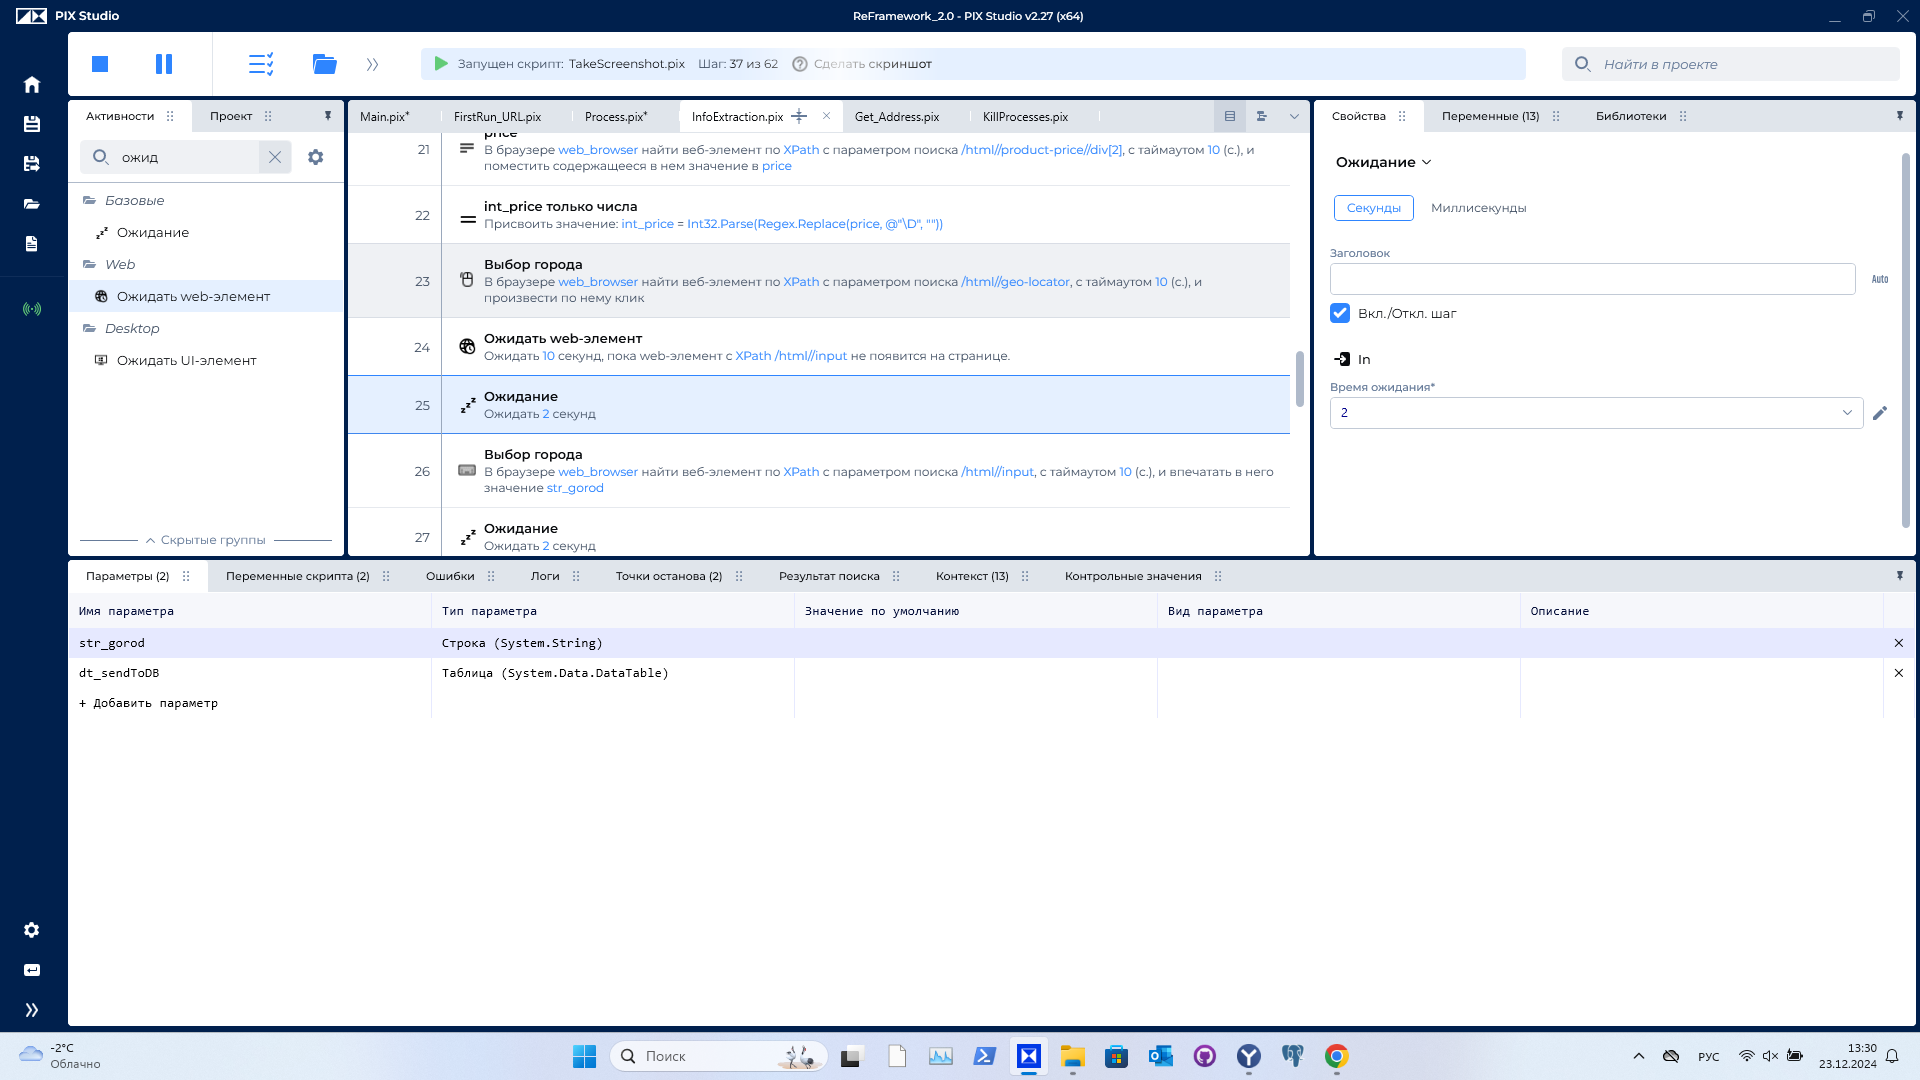 PIX Studio
ReFramework_2.0 - PIX Studio v2.27 (x64)
Запущен скрипт: TakeScreenshot.pix Шаг: 37 из 62 Сделать скриншот
Найти в проекте
Активности
Проект
ожид
Базовые
Ожидание
Web
Ожидать web-элемент
Desktop
Ожидать UI-элемент
Скрытые группы
Main.pix*
FirstRun_URL.pix
Process.pix*
InfoExtraction.pix
Get_Address.pix
KillProcesses.pix
price
21
В браузере web_browser найти веб-элемент по XPath с параметром поиска /html//product-price//div[2], с таймаутом 10 (с.), и
поместить содержащееся в нем значение в price
int_price только числа
22
Присвоить значение: int_price = Int32.Parse(Regex.Replace(price, @"\D", ""))
Выбор города
23
В браузере web_browser найти веб-элемент по XPath с параметром поиска /html//geo-locator, с таймаутом 10 (с.), и
произвести по нему клик
Ожидать web-элемент
24
Ожидать 10 секунд, пока web-элемент с XPath /html//input не появится на странице.
Ожидание
25
Ожидать 2 секунд
Выбор города
26
В браузере web_browser найти веб-элемент по XPath с параметром поиска /html//input, с таймаутом 10 (с.), и впечатать в него
значение str_gorod
Ожидание
27
Ожидать 2 секунд
Свойства
Переменные (13)
Библиотеки
Ожидание
Секунды
Миллисекунды
Заголовок
Auto
Вкл./Откл. шаг
In
Время ожидания*
2
Параметры (2)
Переменные скрипта (2)
Ошибки
Логи
Точки останова (2)
Результат поиска
Контекст (13)
Контрольные значения
Имя параметра
Тип параметра
Значение по умолчанию
Вид параметра
Описание
str_gorod
Строка (System.String)
dt_sendToDB
Таблица (System.Data.DataTable)
+ Добавить параметр
-2°C
Облачно
Поиск
РУС
13:30
23.12.2024